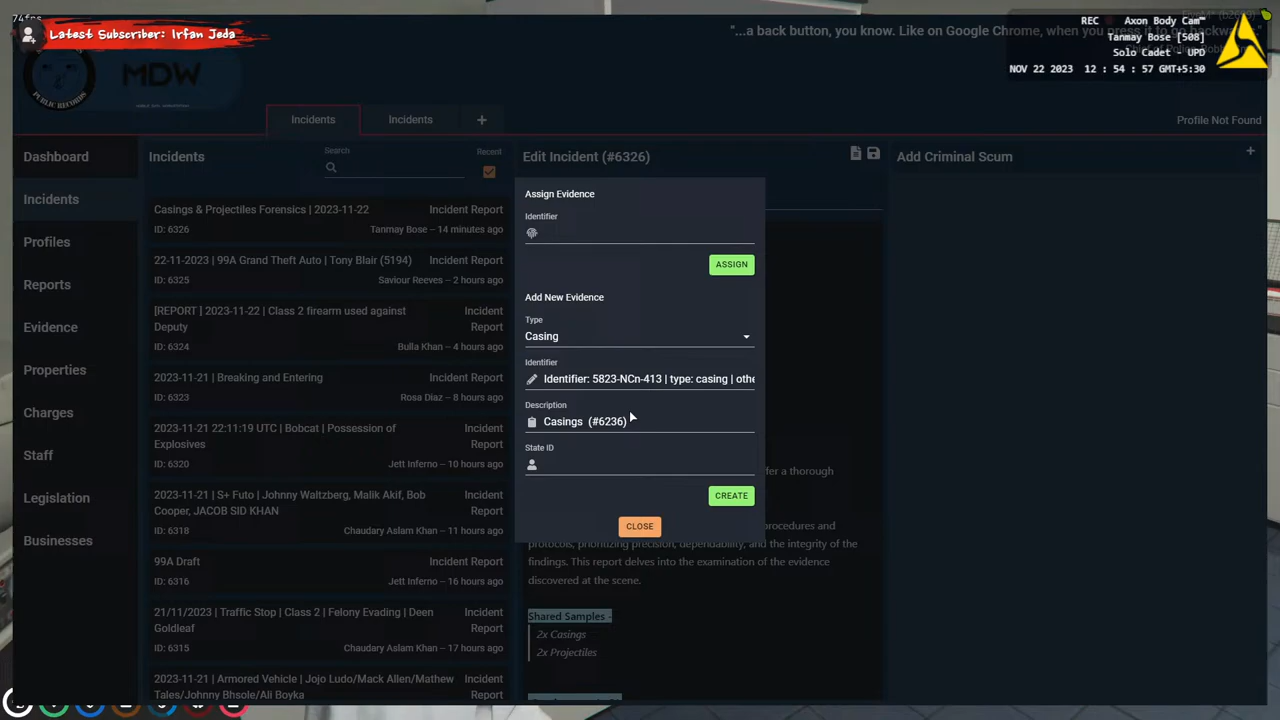 74fps
Latest Subscriber: Irfan Jeda
"...a back button, you know. Like on Google Chrome, when you press it to go backwa
REC Axon Body Cam™
Tanmay Bose [508]
Solo Cadet - UPD
NOV 22 2023 12 : 54 : 57 GMT+5:30
PUBLIC RECORDS
MDW
Incidents
Incidents
+
Profile Not Found
Dashboard
Incidents
Profiles
Reports
Evidence
Properties
Charges
Staff
Legislation
Businesses
Incidents
Search
Recent
Casings & Projectiles Forensics | 2023-11-22
Incident Report
ID: 6326
Tanmay Bose – 14 minutes ago
22-11-2023 | 99A Grand Theft Auto | Tony Blair (5194)
Incident Report
ID: 6325
Saviour Reeves – 2 hours ago
[REPORT ] 2023-11-22 | Class 2 firearm used against
Deputy
Incident
Report
ID: 6324
Bulla Khan – 4 hours ago
2023-11-21 | Breaking and Entering
Incident Report
ID: 6323
Rosa Diaz – 8 hours ago
2023-11-21 22:11:19 UTC | Bobcat | Possession of
Explosives
Incident
Report
ID: 6320
Jett Inferno – 10 hours ago
2023-11-21 | S+ Futo | Johnny Waltzberg, Malik Akif, Bob
Cooper, JACOB SID KHAN
Incident
Report
ID: 6318
Chaudary Aslam Khan – 11 hours ago
99A Draft
Incident Report
ID: 6316
Jett Inferno – 16 hours ago
21/11/2023 | Traffic Stop | Class 2 | Felony Evading | Deen
Goldleaf
Incident
Report
ID: 6315
Chaudary Aslam Khan – 17 hours ago
2023-11-21 | Armored Vehicle | Jojo Ludo/Mack Allen/Mathew
Tales/Johnny Bhsole/Ali Boyka
Incident
Report
Edit Incident (#6326)
Assign Evidence
Identifier
ASSIGN
Add New Evidence
Type
Casing
Identifier
Identifier: 5823-NCn-413 | type: casing | othe
Description
Casings (#6236)
State ID
CREATE
CLOSE
fer a thorough
procedures and
protocols, prioritizing precision, dependability, and the integrity of the
findings. This report delves into the examination of the evidence
discovered at the scene.
Shared Samples -
2x Casings
2x Projectiles
Add Criminal Scum
+